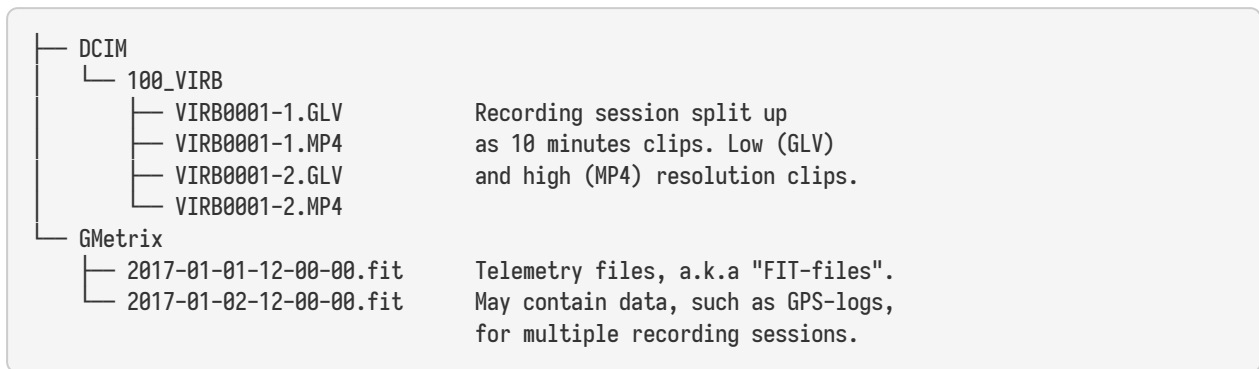 ├── DCIM
│   └── 100_VIRB
│       ├── VIRB0001-1.GLV        Recording session split up
│       ├── VIRB0001-1.MP4        as 10 minutes clips. Low (GLV)
│       ├── VIRB0001-2.GLV        and high (MP4) resolution clips.
│       └── VIRB0001-2.MP4
└── GMetrix
    ├── 2017-01-01-12-00-00.fit   Telemetry files, a.k.a "FIT-files".
    └── 2017-01-02-12-00-00.fit   May contain data, such as GPS-logs,
                                  for multiple recording sessions.